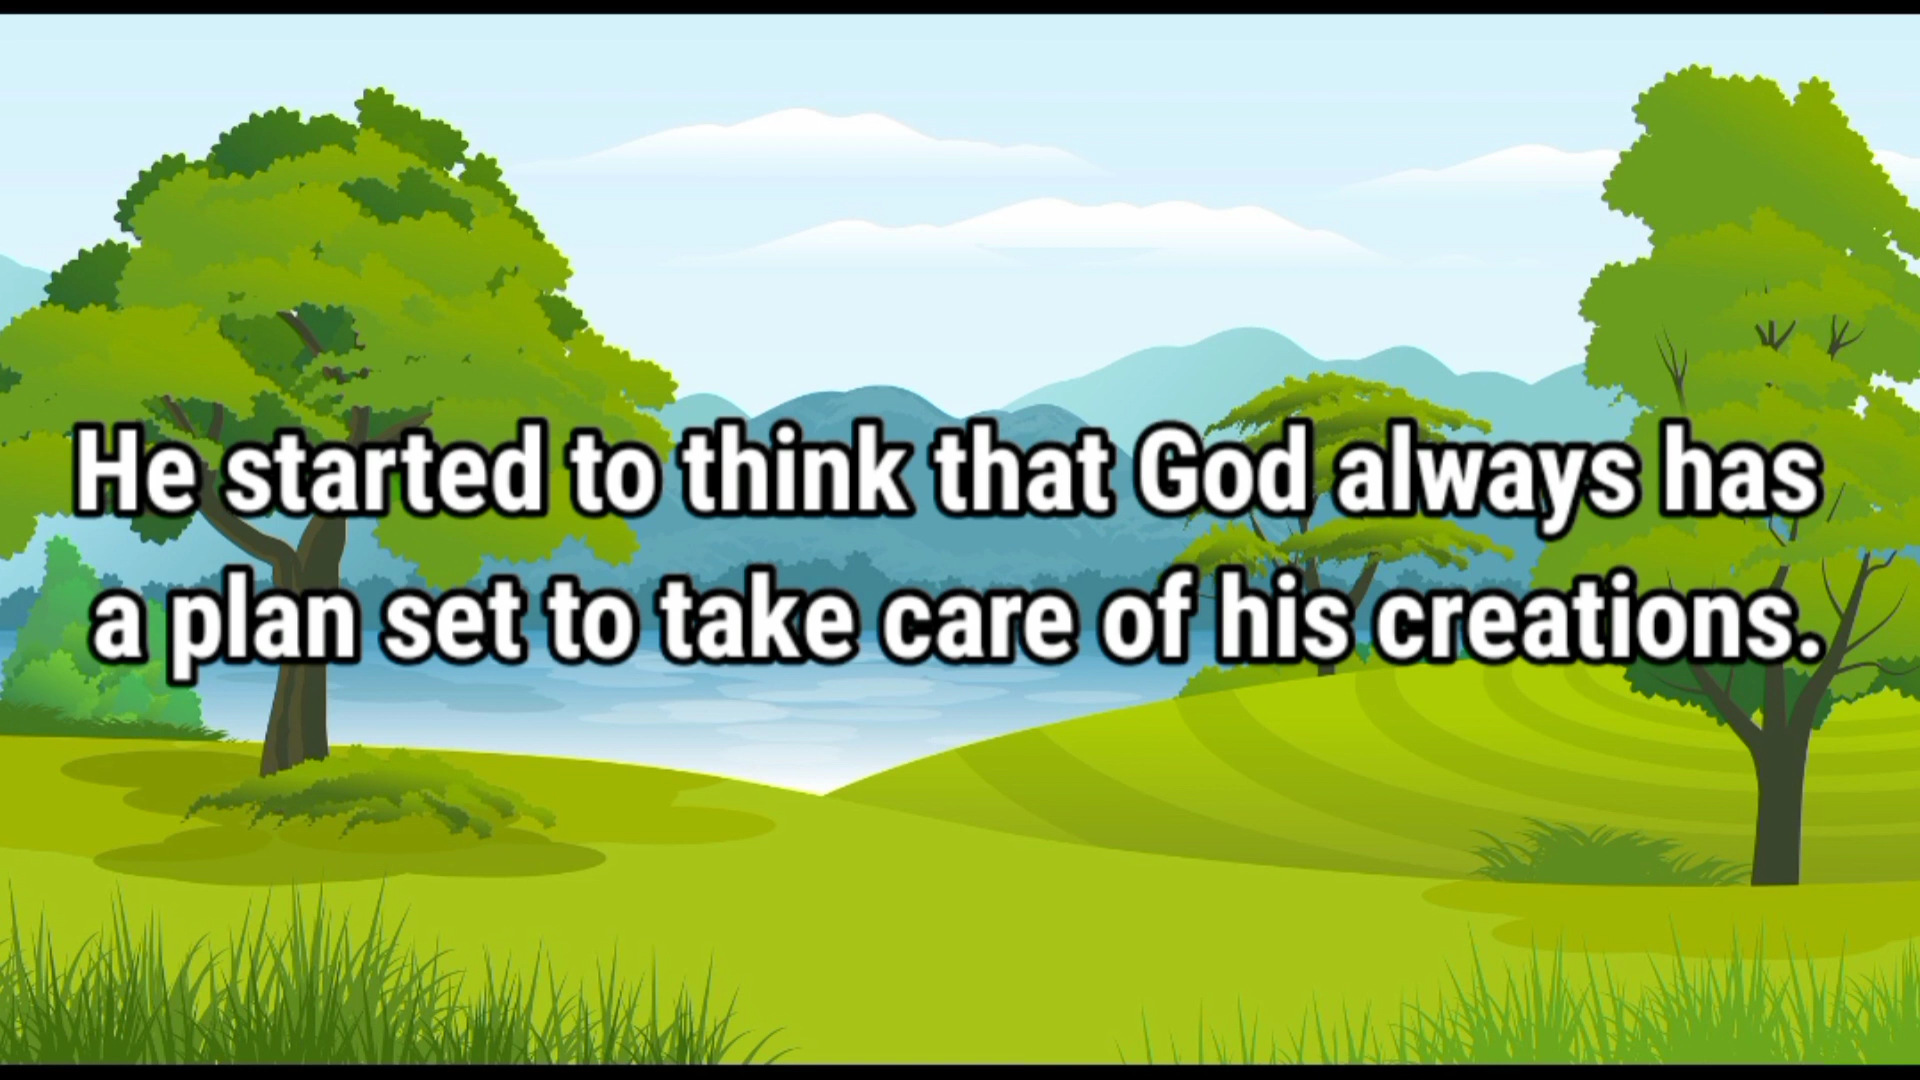 He started to think that God always has
a plan set to take care of his creations.